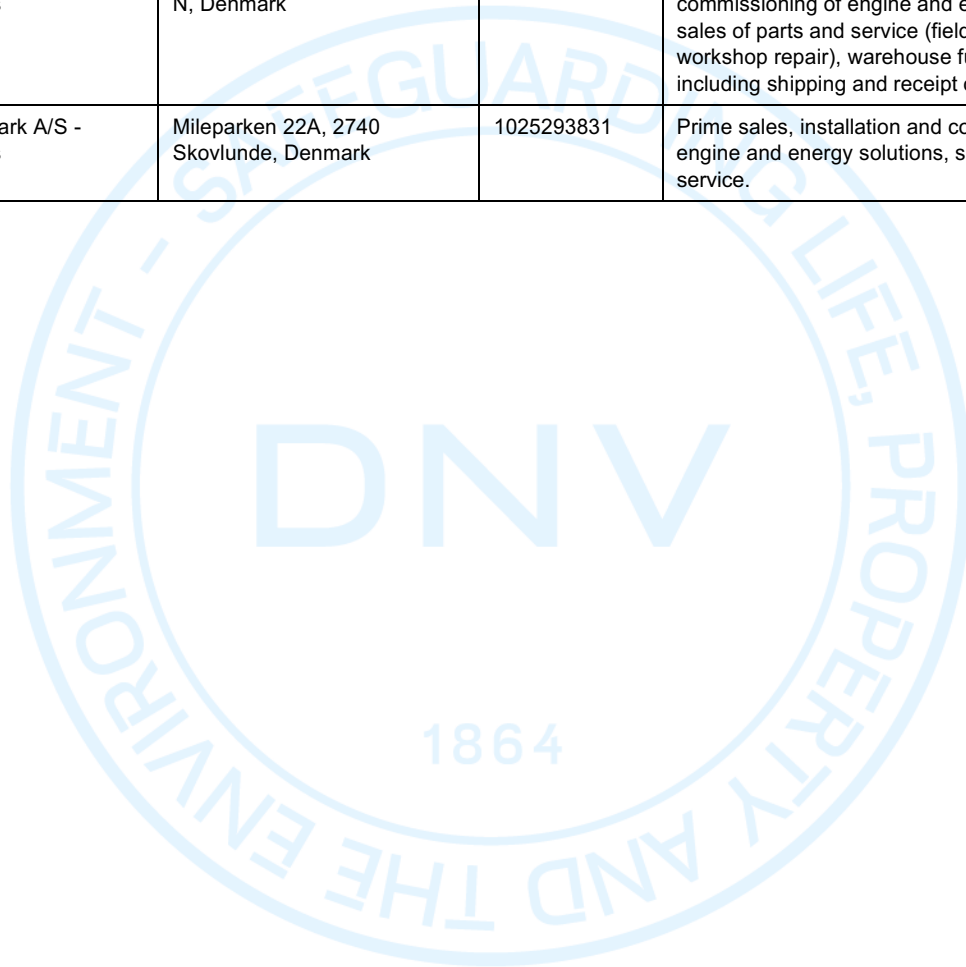 N, Denmark
commissioning of engine and e
sales of parts and service (field
workshop repair), warehouse fu
including shipping and receipt
ark A/S -
Mileparken 22A, 2740
Skovlunde, Denmark
1025293831
Prime sales, installation and co
engine and energy solutions, s
service.
SAFEGUARDING LIFE, PROPERTY AND THE ENVIRONMENT -
DNV
1864